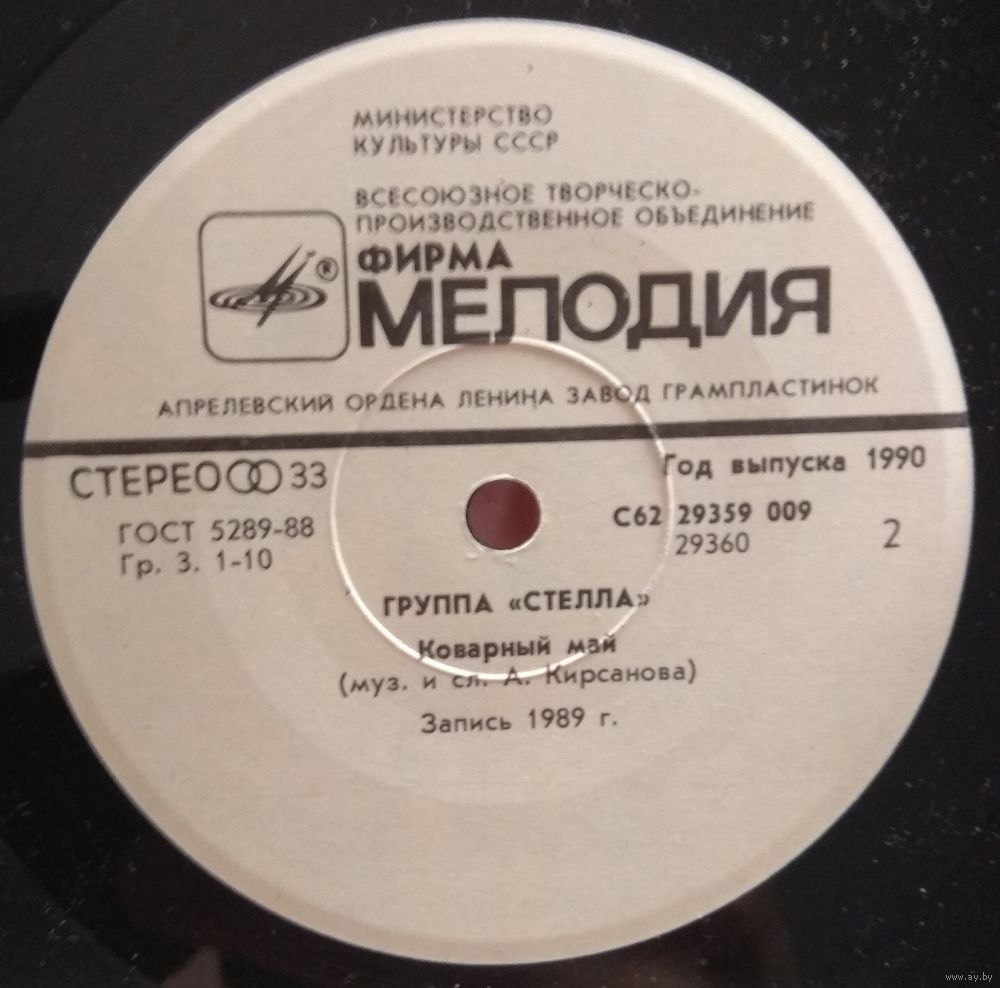 МИНИСТЕРСТВО
КУЛЬТУРЫ СССР
ВСЕСОЮЗНОЕ ТВОРЧЕСКО-
ПРОИЗВОДСТВЕННОЕ ОБЪЕДИНЕНИЕ
ФИРМА
®
МЕЛОДИЯ
АПРЕЛЕВСКИЙ ОРДЕНА ЛЕНИНА ЗАВОД ГРАМПЛАСТИНОК
СТЕРЕО 33
Год выпуска 1990
ГОСТ 5289-88
С62 29359 009
Гр. 3. 1-10
29360
2
ГРУППА «СТЕЛЛА»
Коварный май
(муз. и сл. А. Кирсанова)
Запись 1989 г.
www.ay.by